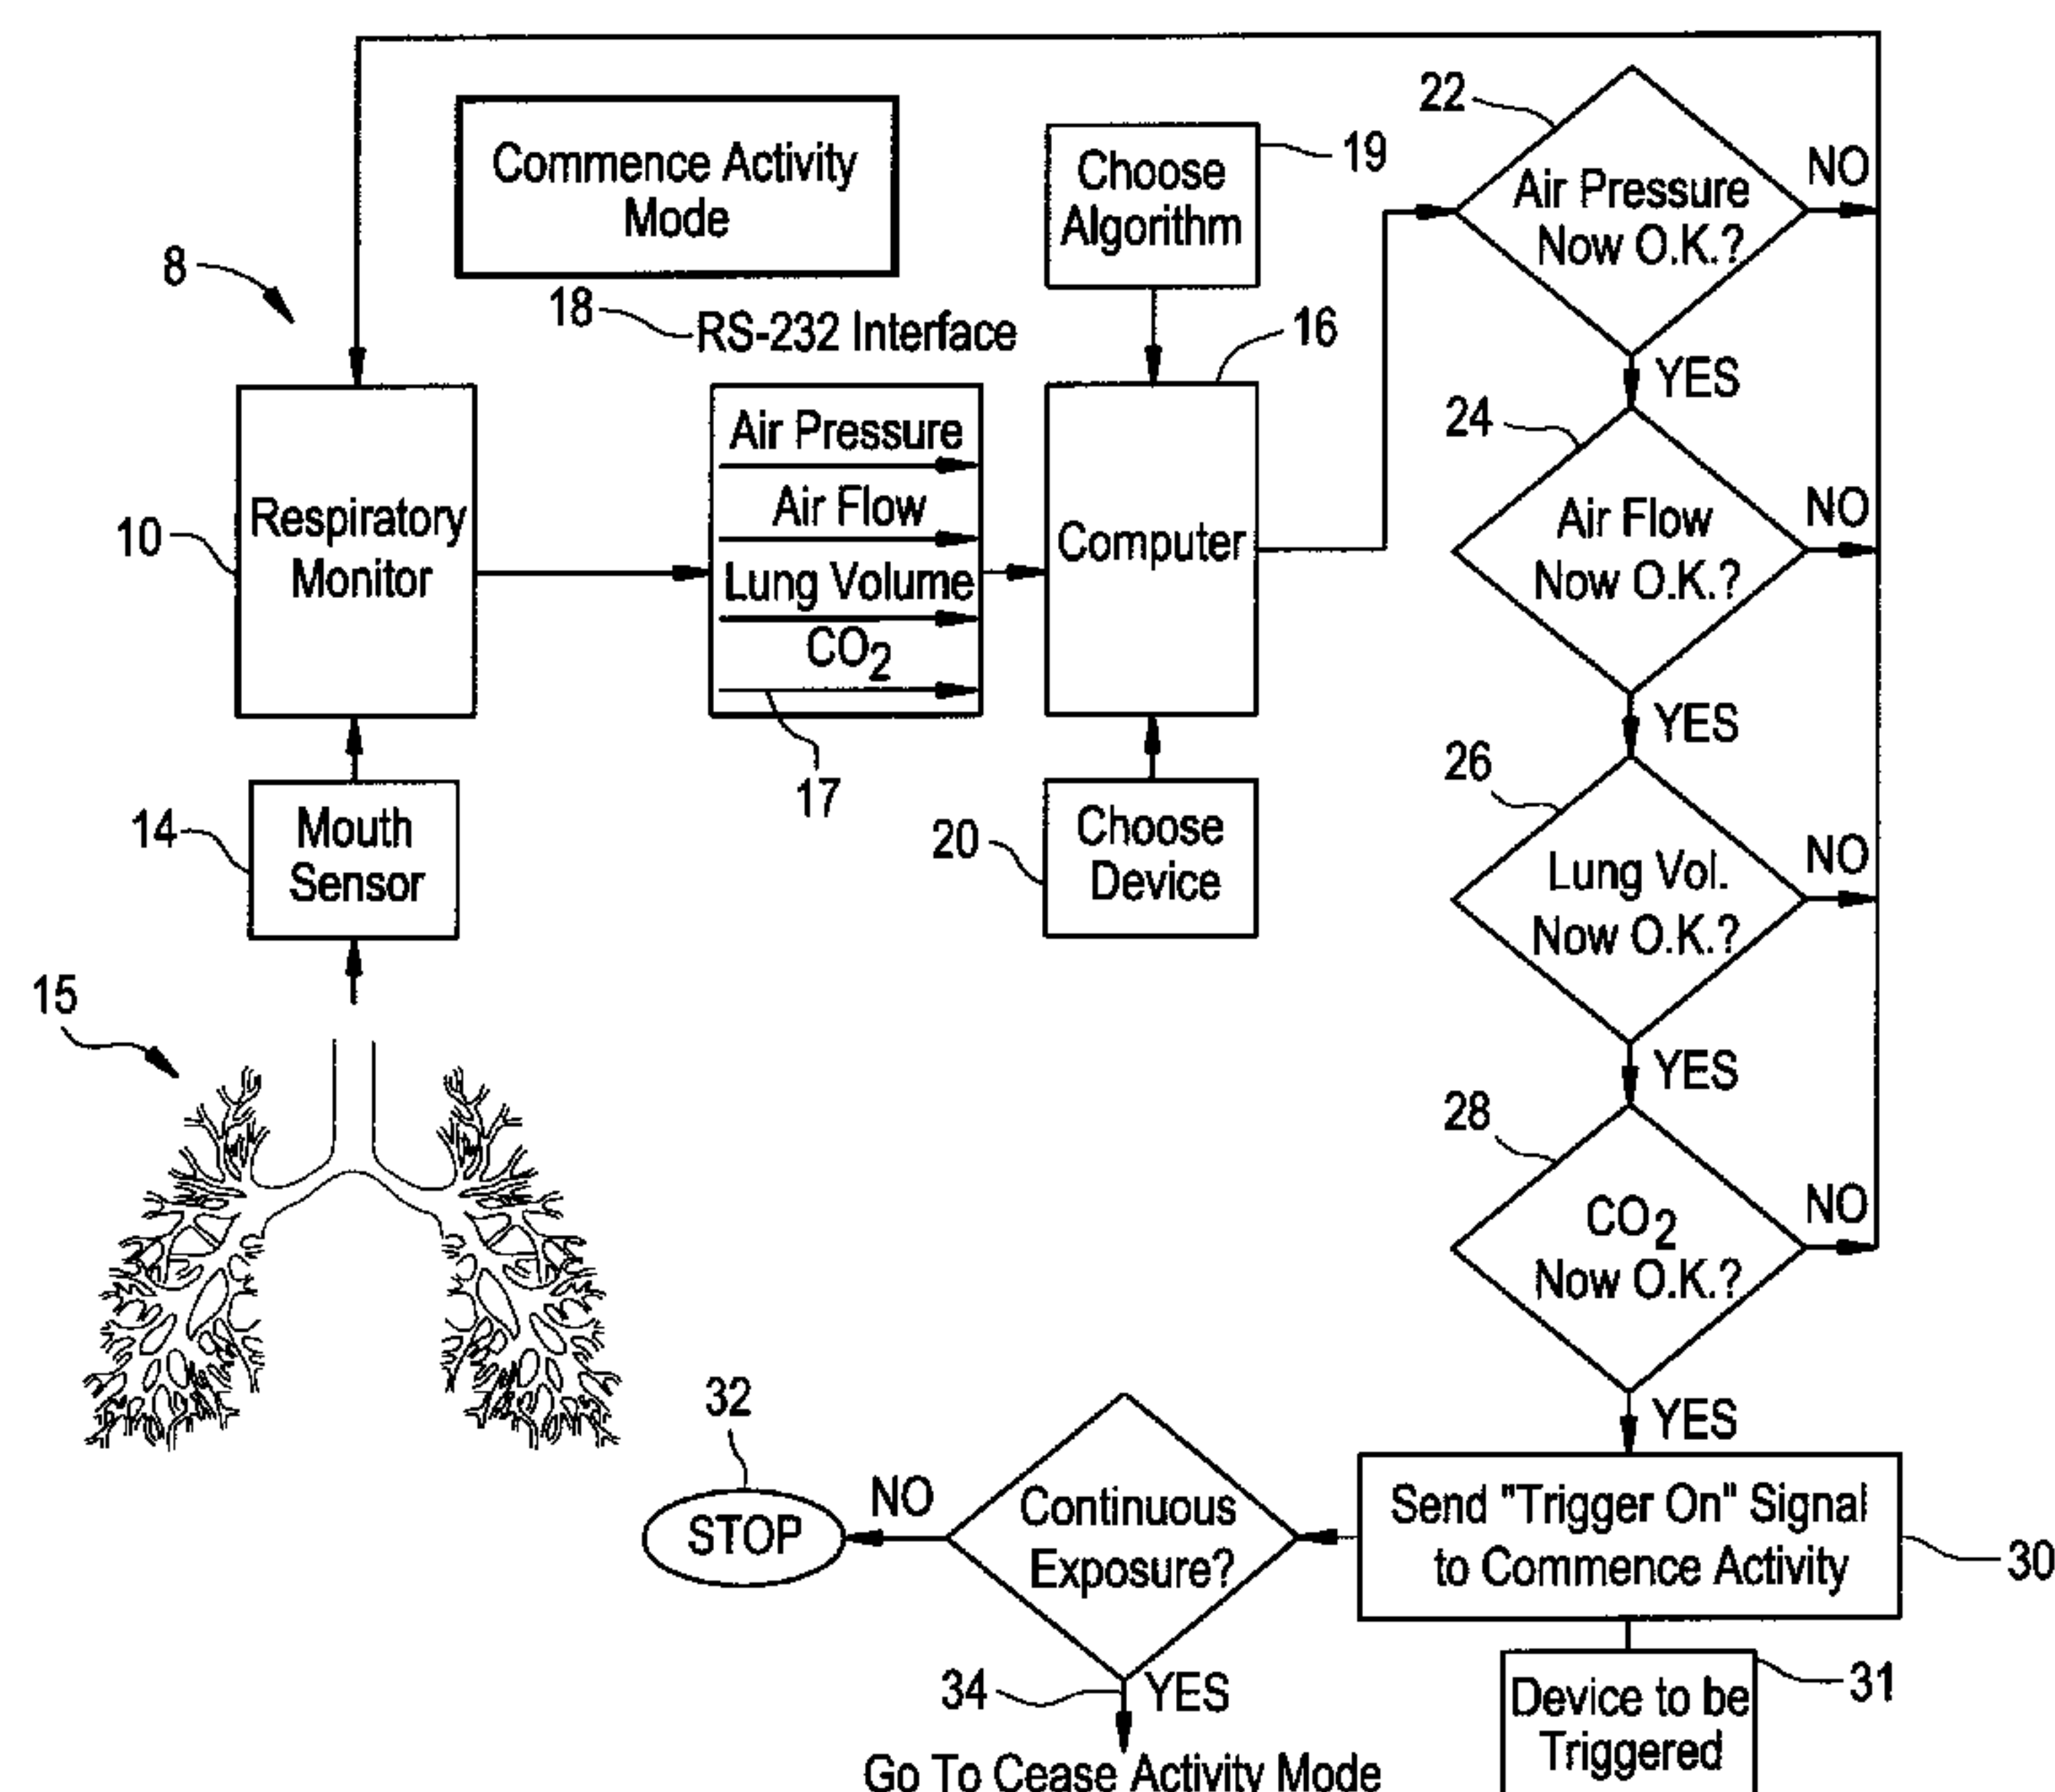 Commence Activity
Mode
8
18
RS-232 Interface
Choose
Algorithm
19
16
22
Air Pressure
Now O.K.?
NO
YES
10
Respiratory
Monitor
Air Pressure
Air Flow
Lung Volume
CO2
17
Computer
24
Air Flow
Now O.K.?
NO
YES
14
Mouth
Sensor
20
Choose
Device
26
Lung Vol.
Now O.K.?
NO
YES
15
28
CO2
Now O.K.?
NO
YES
32
STOP
NO
Continuous
Exposure?
Send "Trigger On" Signal
to Commence Activity
30
34
YES
Go To Cease Activity Mode
31
Device to be
Triggered